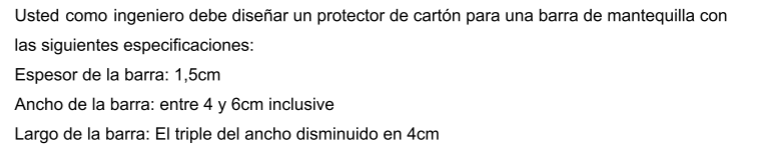 Usted como ingeniero debe diseñar un protector de cartón para una barra de mantequilla con
las siguientes especificaciones:
Espesor de la barra: 1,5cm
Ancho de la barra: entre 4 y 6cm inclusive
Largo de la barra: El triple del ancho disminuido en 4cm